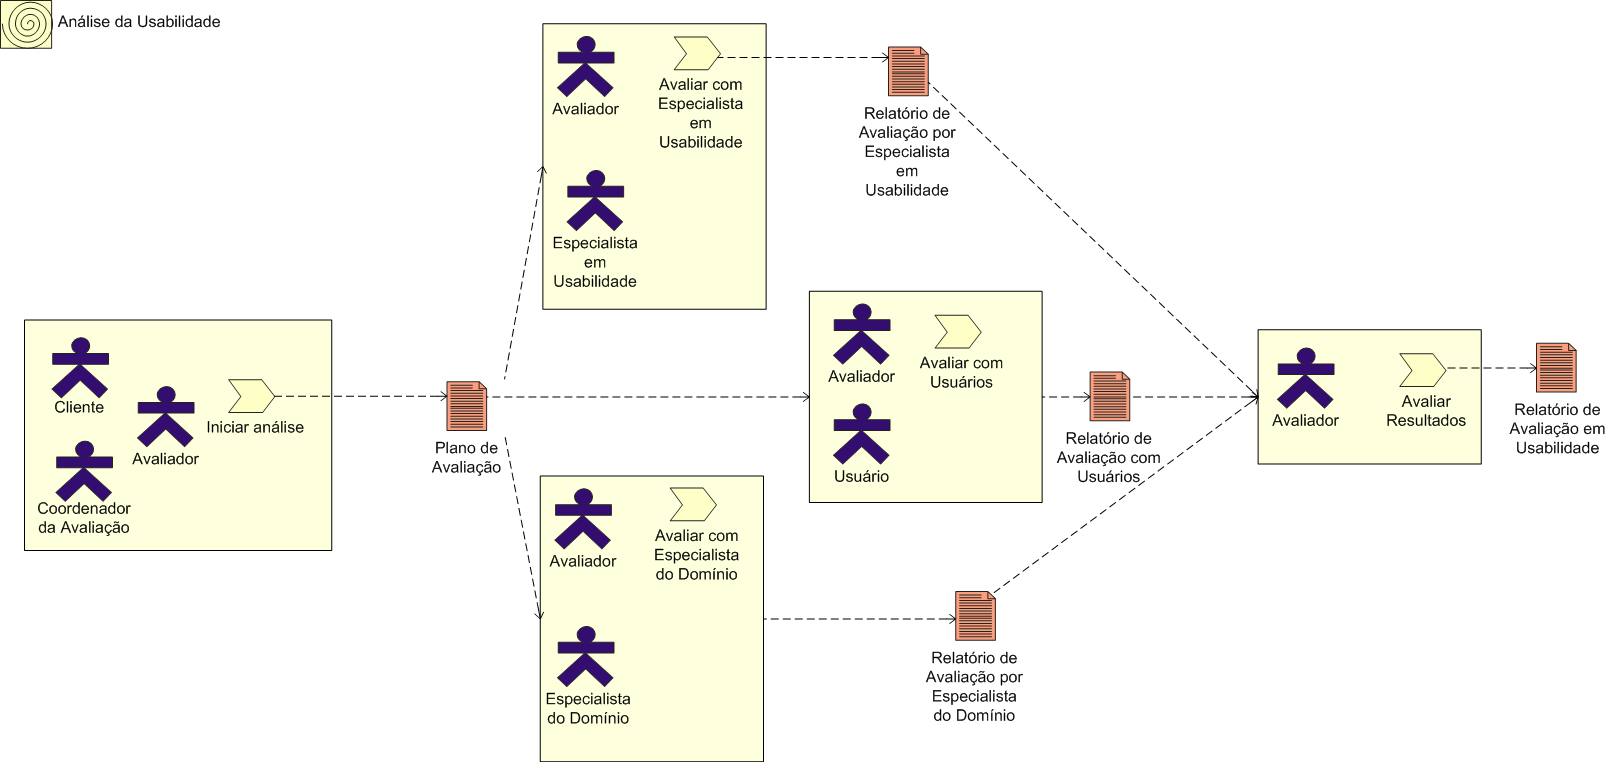 Análise da Usabilidade
Avaliador
Avaliar com
Especialista
em
Usabilidade
Especialista
em
Usabilidade
Relatório de
Avaliação por
Especialista
em
Usabilidade
Cliente
Avaliador
Iniciar análise
Coordenador
da Avaliação
Plano de
Avaliação
Avaliador
Avaliar com
Usuários
Usuário
Relatório de
Avaliação com
Usuários
Avaliador
Avaliar
Resultados
Relatório de
Avaliação em
Usabilidade
Avaliador
Avaliar com
Especialista
do Domínio
Especialista
do Domínio
Relatório de
Avaliação por
Especialista
do Domínio